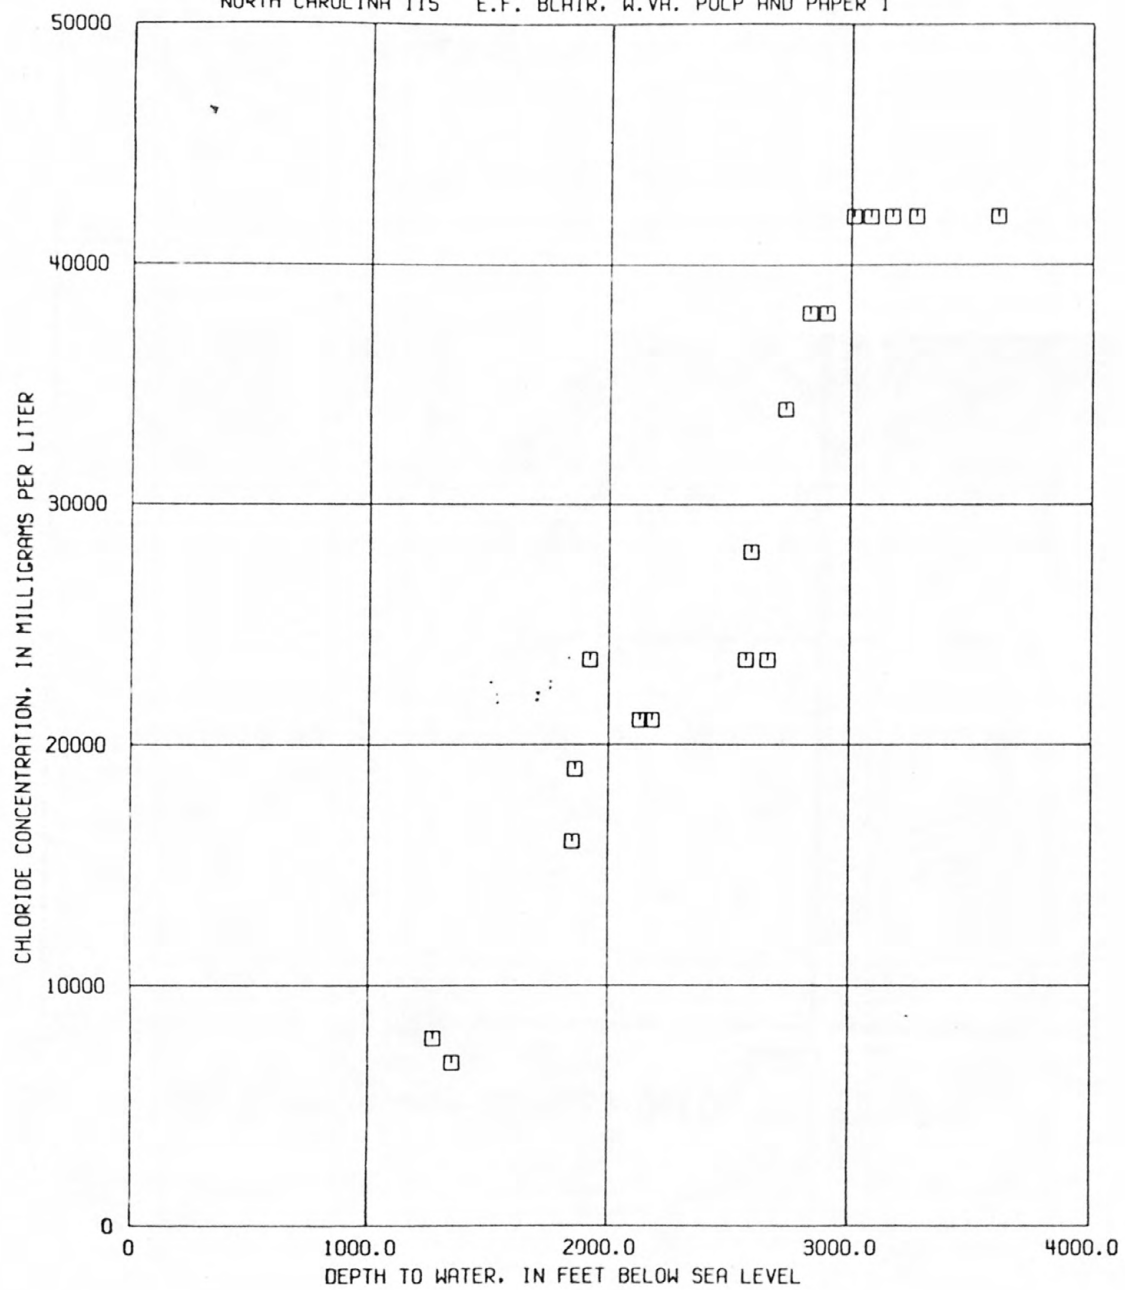 NORTH CAROLINA 115 E.F. BLAIR, W.VA. PULP AND PAPER 1
50000
40000
30000
20000
10000
0
CHLORIDE CONCENTRATION, IN MILLIGRAMS PER LITER
0 1000.0 2000.0 3000.0 4000.0
DEPTH TO WATER, IN FEET BELOW SEA LEVEL